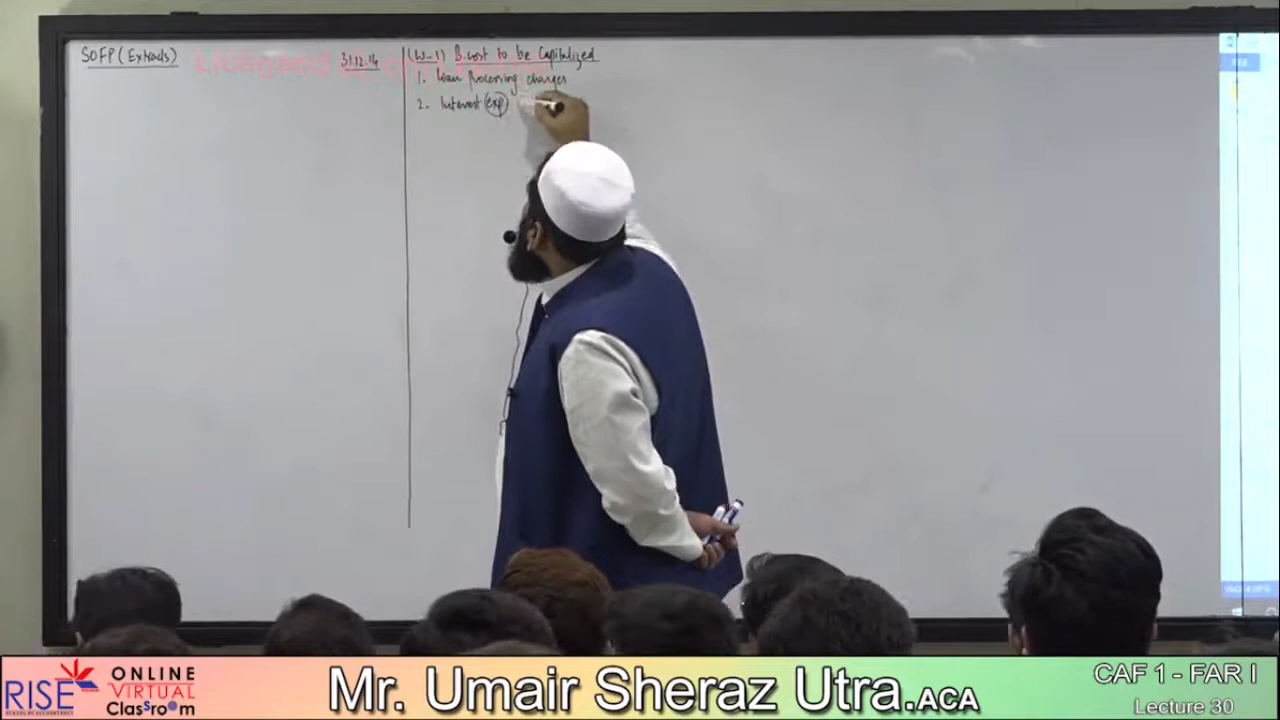 SOFP (Extracts)
31.12.14
(W-1) B.cost to be Capitalized
1. Loan Processing charges
2. Interest (exp)
Licensed
RISE
ONLINE
VIRTUAL
Classroom
Mr. Umair Sheraz Utra.ACA
CAF 1 - FAR I
Lecture 30